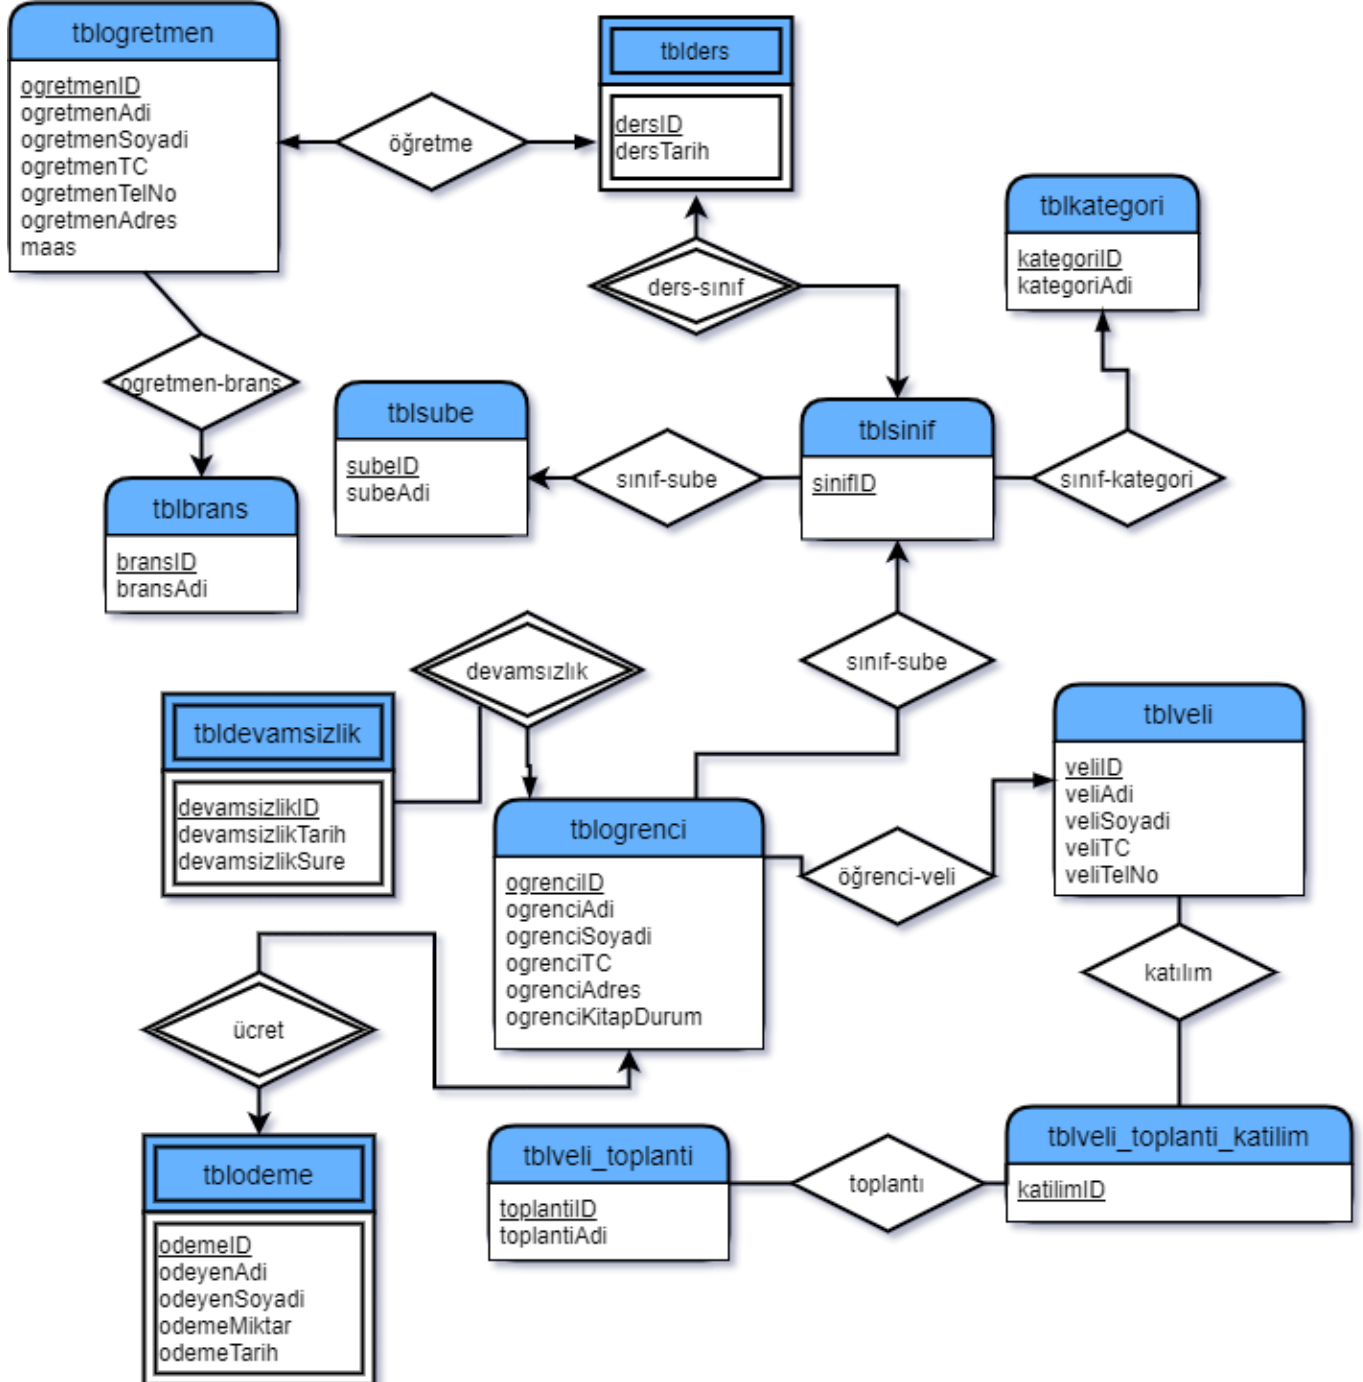 tblogretmen
ogretmenID
ogretmenAdi
ogretmenSoyadi
ogretmenTC
ogretmenTelNo
ogretmenAdres
maas
öğretme
tblders
dersID
dersTarih
ders-sınıf
tblkategori
kategoriID
kategoriAdi
ogretmen-brans
tblbrans
bransID
bransAdi
tblsube
subeID
subeAdi
sınıf-sube
tblsinif
sinifID
sınıf-kategori
sınıf-sube
devamsızlık
tbldevamsizlik
devamsizlikID
devamsizlikTarih
devamsizlikSure
tblogrenci
ogrenciID
ogrenciAdi
ogrenciSoyadi
ogrenciTC
ogrenciAdres
ogrenciKitapDurum
öğrenci-veli
tblveli
veliID
veliAdi
veliSoyadi
veliTC
veliTelNo
katılım
ücret
tblodeme
odemeID
odeyenAdi
odeyenSoyadi
odemeMiktar
odemeTarih
tblveli_toplanti
toplantiID
toplantiAdi
toplantı
tblveli_toplanti_katilim
katilimID